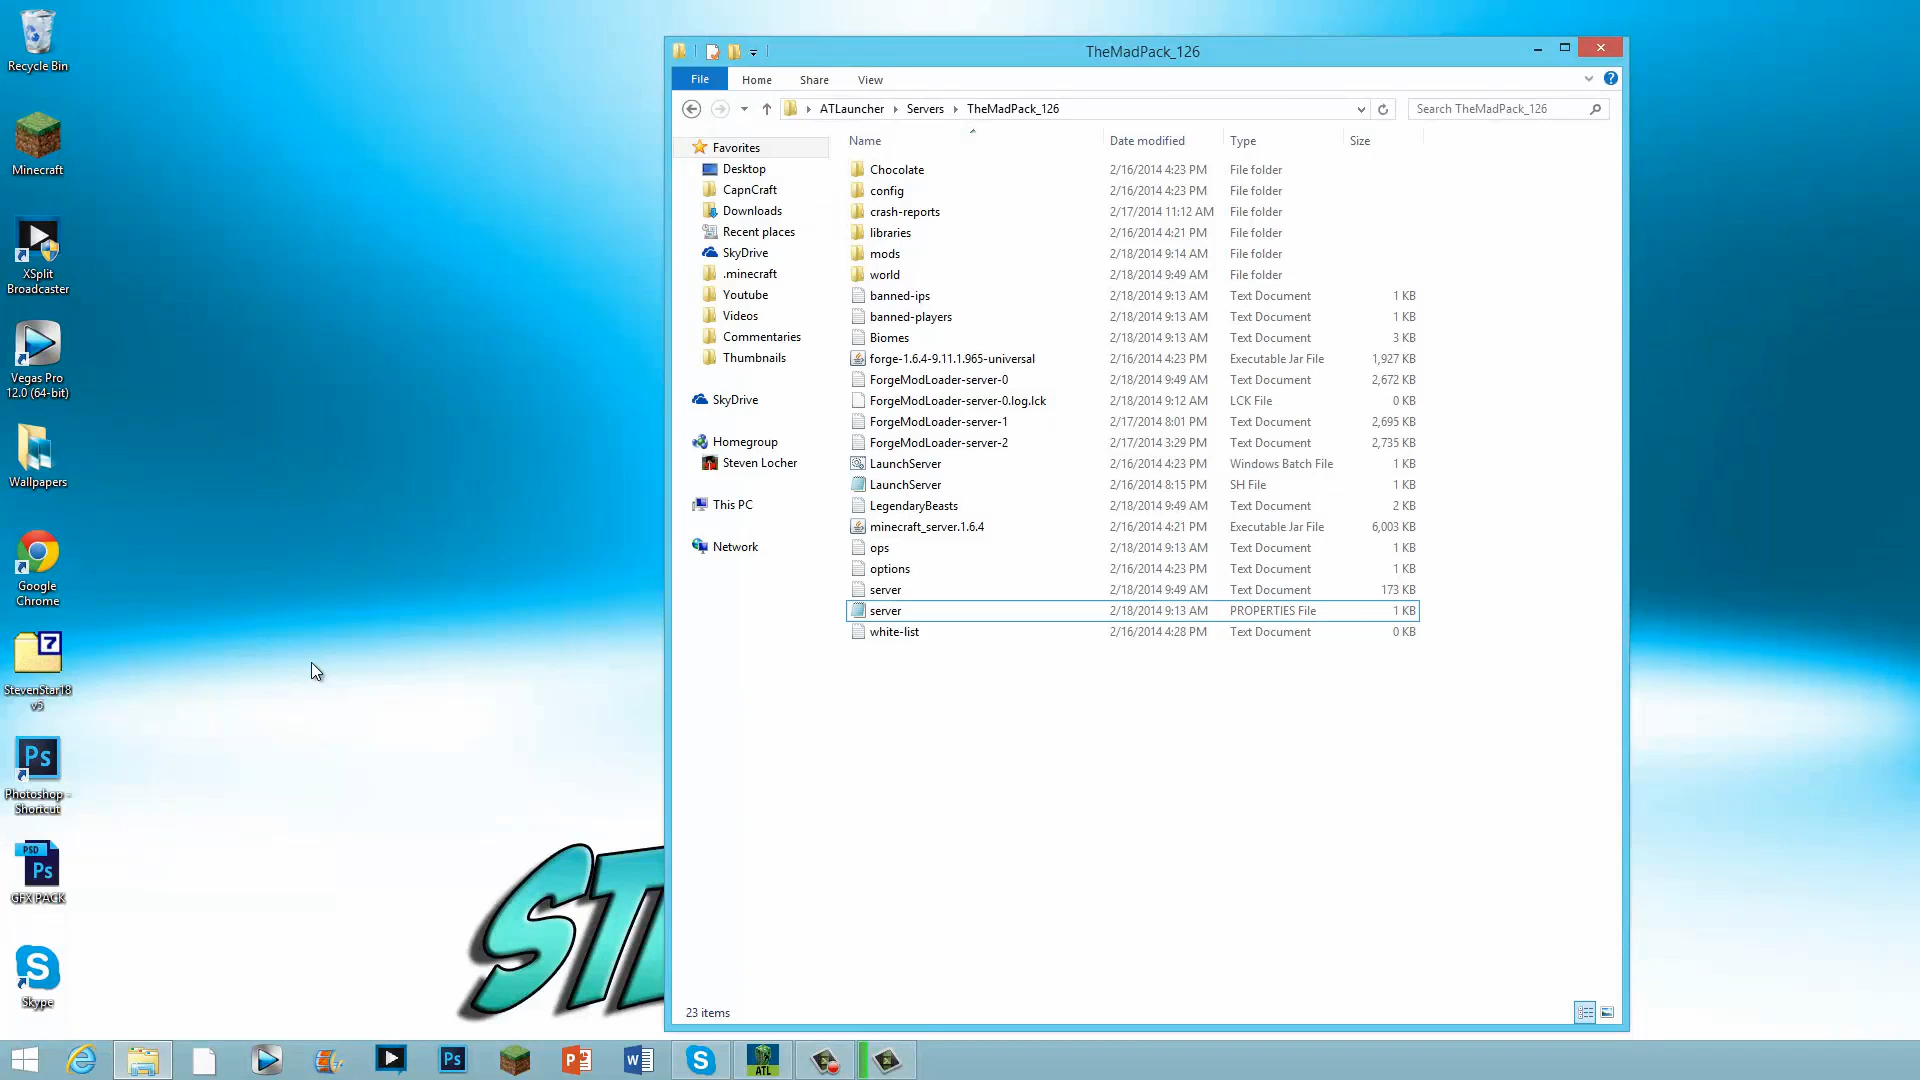 Recycle Bin
Minecraft
XSplit
Broadcaster
Vegas Pro
12.0 (64-bit)
Wallpapers
Google
Chrome
7
StevenStar18
v5
Ps
Photoshop -
Shortcut
PSD
Ps
GFX PACK
S
Skype
ST
TheMadPack_126
File
Home
Share
View
ATLauncher
Servers
TheMadPack_126
Search TheMadPack_126
Favorites
Desktop
CapnCraft
Downloads
Recent places
SkyDrive
.minecraft
Youtube
Videos
Commentaries
Thumbnails
SkyDrive
Homegroup
Steven Locher
This PC
Network
Name Date modified Type Size
Chocolate 2/16/2014 4:23 PM File folder
config 2/16/2014 4:23 PM File folder
crash-reports 2/17/2014 11:12 AM File folder
libraries 2/16/2014 4:21 PM File folder
mods 2/18/2014 9:14 AM File folder
world 2/18/2014 9:49 AM File folder
banned-ips 2/18/2014 9:13 AM Text Document 1 KB
banned-players 2/18/2014 9:13 AM Text Document 1 KB
Biomes 2/18/2014 9:13 AM Text Document 3 KB
forge-1.6.4-9.11.1.965-universal 2/16/2014 4:23 PM Executable Jar File 1,927 KB
ForgeModLoader-server-0 2/18/2014 9:49 AM Text Document 2,672 KB
ForgeModLoader-server-0.log.lck 2/18/2014 9:12 AM LCK File 0 KB
ForgeModLoader-server-1 2/17/2014 8:01 PM Text Document 2,695 KB
ForgeModLoader-server-2 2/17/2014 3:29 PM Text Document 2,735 KB
LaunchServer 2/16/2014 4:23 PM Windows Batch File 1 KB
LaunchServer 2/16/2014 8:15 PM SH File 1 KB
LegendaryBeasts 2/18/2014 9:49 AM Text Document 2 KB
minecraft_server.1.6.4 2/16/2014 4:21 PM Executable Jar File 6,003 KB
ops 2/18/2014 9:13 AM Text Document 1 KB
options 2/16/2014 4:23 PM Text Document 1 KB
server 2/18/2014 9:49 AM Text Document 173 KB
server 2/18/2014 9:13 AM PROPERTIES File 1 KB
white-list 2/16/2014 4:28 PM Text Document 0 KB
23 items
Ps
ATL